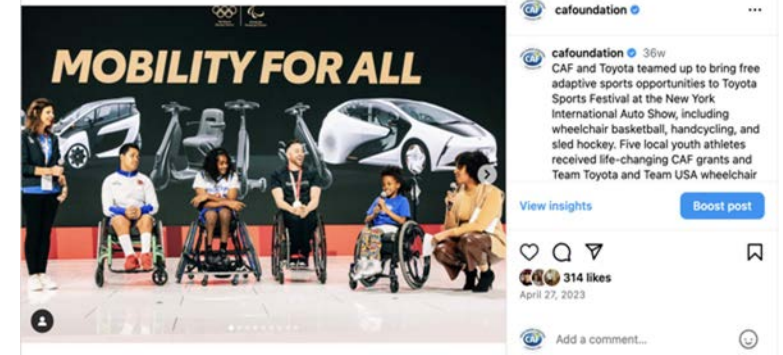 MOBILITY FOR ALL
cafoundation
cafoundation 36w
CAF and Toyota teamed up to bring free
adaptive sports opportunities to Toyota
Sports Festival at the New York
International Auto Show, including
wheelchair basketball, handcycling, and
sled hockey. Five local youth athletes
received life-changing CAF grants and
Team Toyota and Team USA wheelchair
View insights
Boost post
314 likes
April 27, 2023
Add a comment...